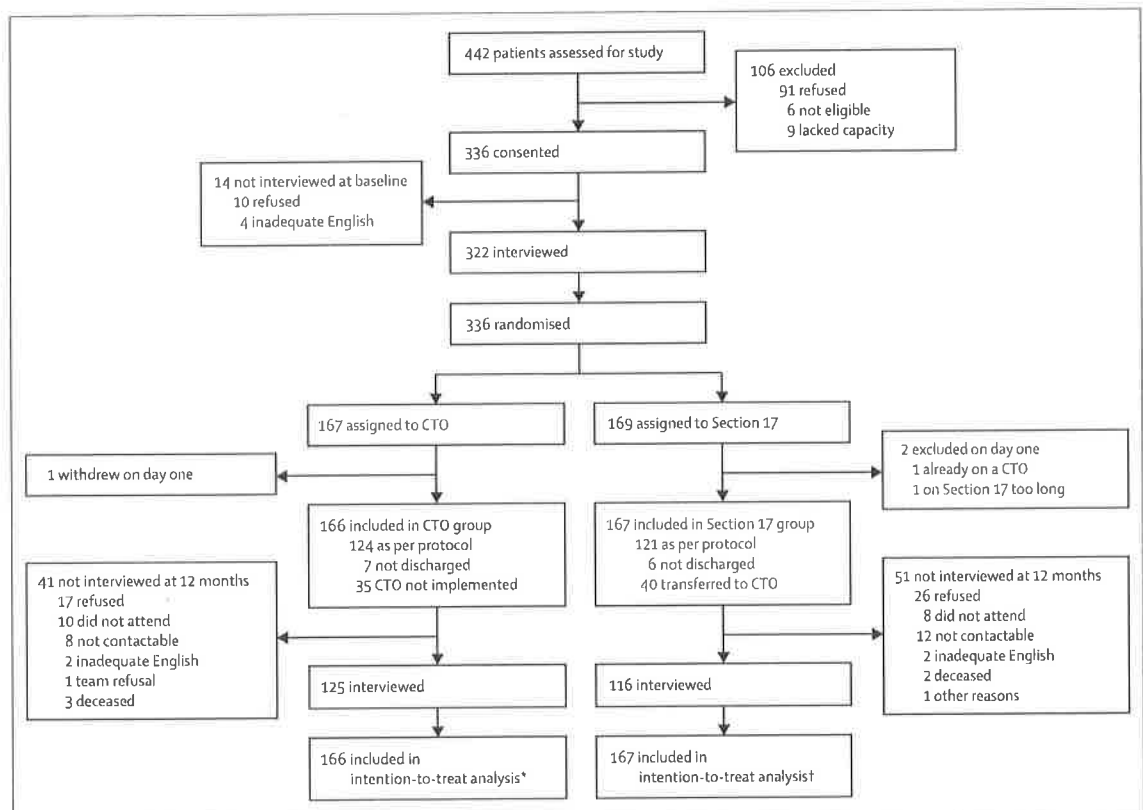 442 patients assessed for study
106 excluded
91 refused
6 not eligible
9 lacked capacity
336 consented
14 not interviewed at baseline
10 refused
4 inadequate English
322 interviewed
336 randomised
167 assigned to CTO
169 assigned to Section 17
1 withdrew on day one
2 excluded on day one
1 already on a CTO
1 on Section 17 too long
166 included in CTO group
124 as per protocol
7 not discharged
35 CTO not implemented
167 included in Section 17 group
121 as per protocol
6 not discharged
40 transferred to CTO
41 not interviewed at 12 months
17 refused
10 did not attend
8 not contactable
2 inadequate English
1 team refusal
3 deceased
51 not interviewed at 12 months
26 refused
8 did not attend
12 not contactable
2 inadequate English
2 deceased
1 other reasons
125 interviewed
116 interviewed
166 included in
intention-to-treat analysis*
167 included in
intention-to-treat analysis†